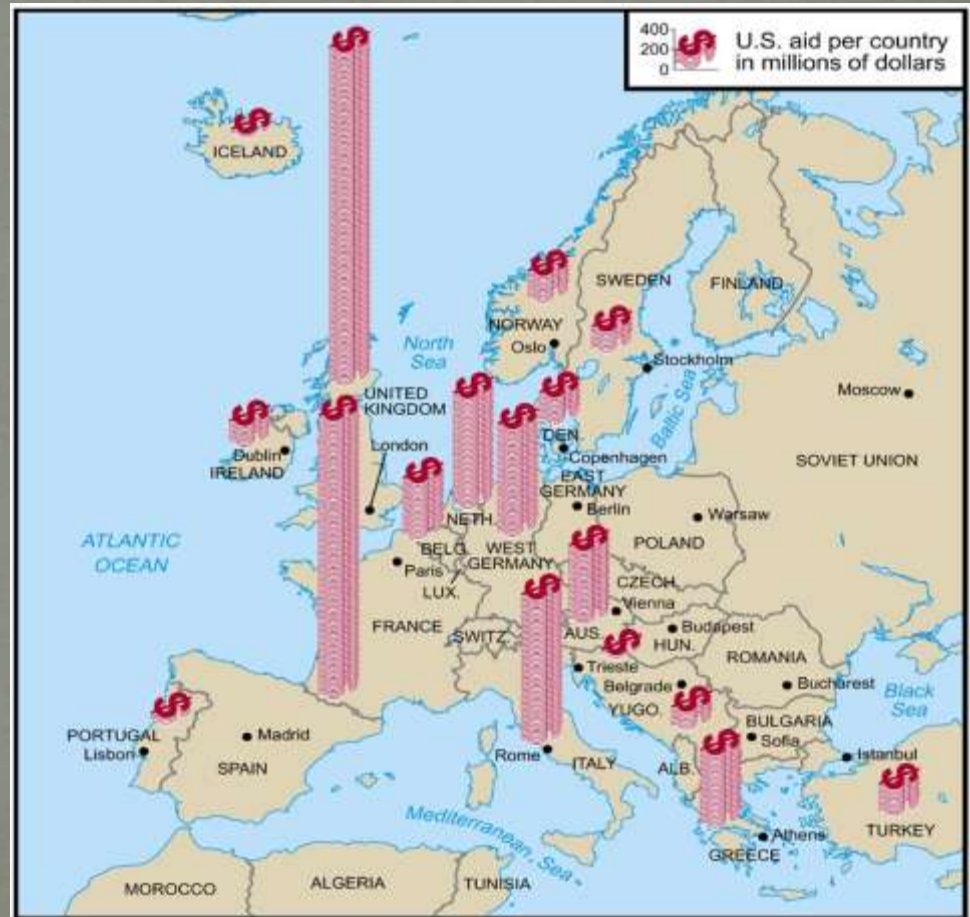 400
200
0
U.S. aid per country
in millions of dollars
ICELAND
SWEDEN
FINLAND
NORWAY
Oslo
North
Sea
Stockholm
Baltic Sea
Moscow
UNITED
KINGDOM
London
DEN.
Copenhagen
Dublin
IRELAND
SOVIET UNION
EAST
GERMANY
Berlin
Warsaw
NETH.
POLAND
ATLANTIC
OCEAN
BELG.
WEST
GERMANY
Paris
LUX.
CZECH.
Vienna
FRANCE
SWITZ.
AUS.
Budapest
HUN.
ROMANIA
Trieste
Belgrade
Bucharest
YUGO.
Black
Sea
PORTUGAL
Lisbon
Madrid
SPAIN
BULGARIA
Sofia
Rome
ITALY
ALB.
Istanbul
Mediterranean Sea
TURKEY
Athens
GREECE
MOROCCO
ALGERIA
TUNISIA